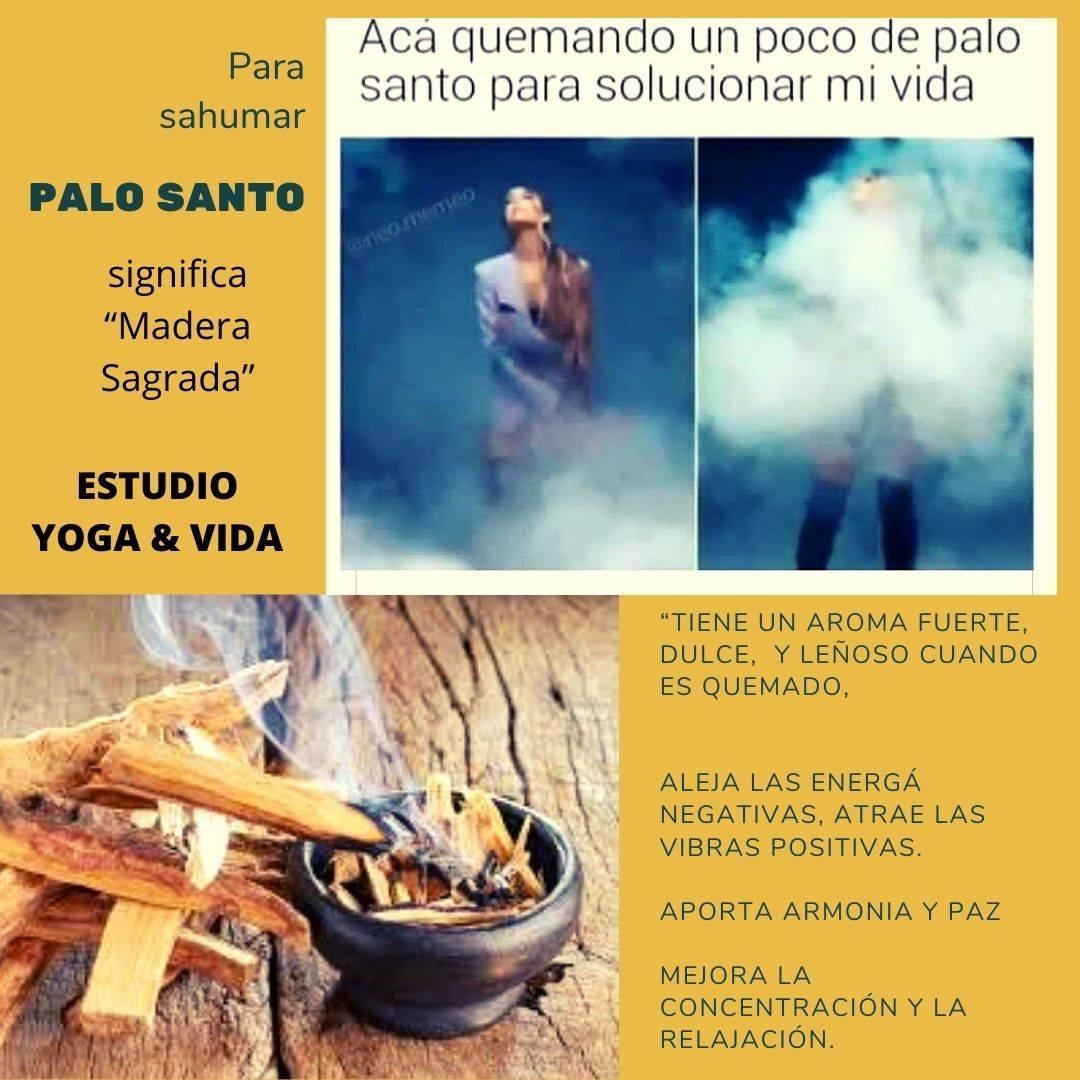 Para
sahumar
PALO SANTO
significa
“Madera
Sagrada”
ESTUDIO
YOGA & VIDA
Acá quemando un poco de palo
santo para solucionar mi vida
@neo.memeo
“TIENE UN AROMA FUERTE,
DULCE, Y LEÑOSO CUANDO
ES QUEMADO,
ALEJA LAS ENERGÁ
NEGATIVAS, ATRAE LAS
VIBRAS POSITIVAS.
APORTA ARMONIA Y PAZ
MEJORA LA
CONCENTRACIÓN Y LA
RELAJACIÓN.